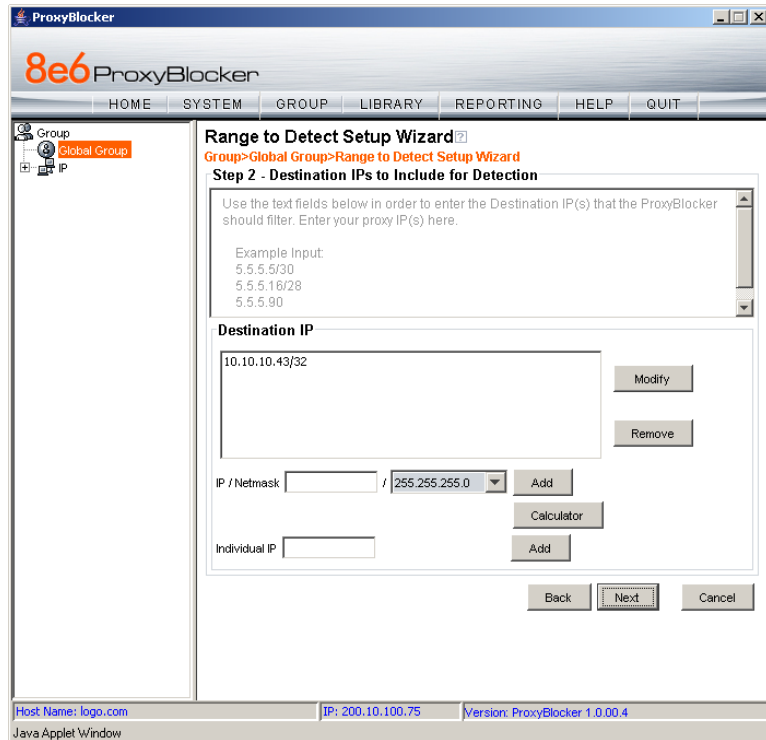 ProxyBlocker
8e6 ProxyBlocker
HOME SYSTEM GROUP LIBRARY REPORTING HELP QUIT
Group
Global Group
IP
Range to Detect Setup Wizard ?
Group>Global Group>Range to Detect Setup Wizard
Step 2 - Destination IPs to Include for Detection
Use the text fields below in order to enter the Destination IP(s) that the ProxyBlocker
should filter. Enter your proxy IP(s) here.
Example Input:
5.5.5.5/30
5.5.5.16/28
5.5.5.90
Destination IP
10.10.10.43/32
Modify
Remove
IP / Netmask / 255.255.255.0 Add
Calculator
Individual IP Add
Back Next Cancel
Host Name: logo.com IP: 200.10.100.75 Version: ProxyBlocker 1.0.00.4
Java Applet Window